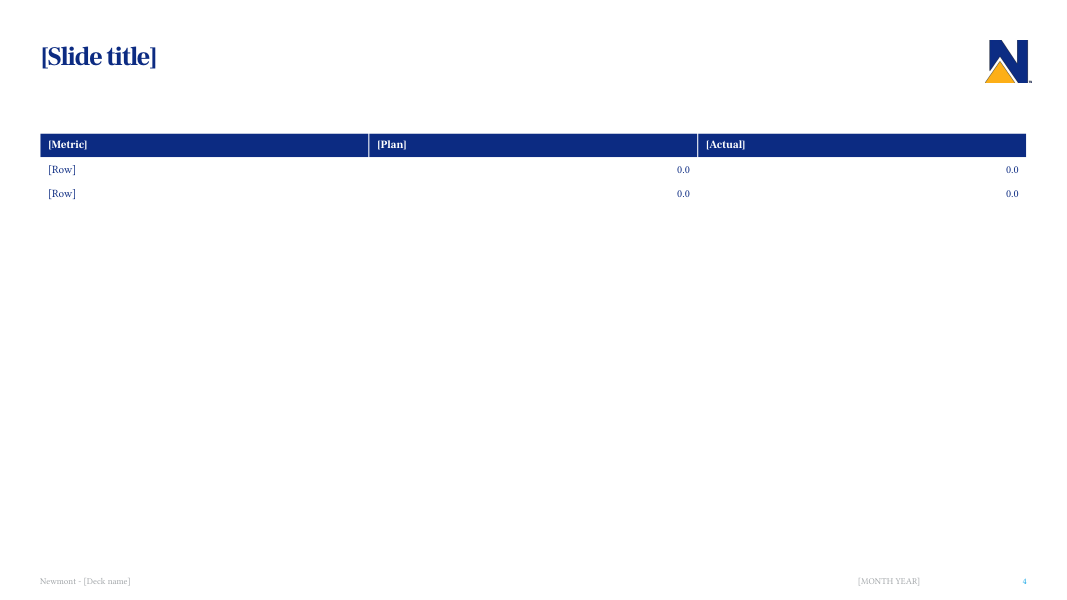 [Slide title]
[Metric] [Plan] [Actual]
[Row] 0.0 0.0
[Row] 0.0 0.0
Newmont - [Deck name] [MONTH YEAR] 4